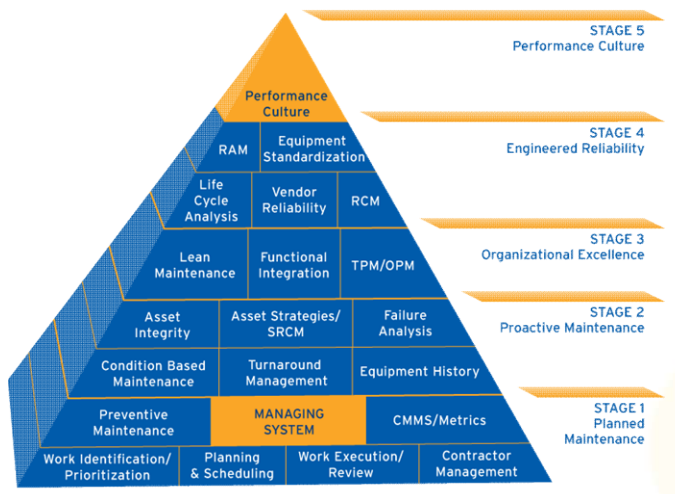 STAGE 5
Performance Culture
Performance
Culture
STAGE 4
Engineered Reliability
RAM
Equipment
Standardization
Life
Cycle
Analysis
Vendor
Reliability
RCM
STAGE 3
Organizational Excellence
Lean
Maintenance
Functional
Integration
TPM/OPM
STAGE 2
Proactive Maintenance
Asset
Integrity
Asset Strategies/
SRCM
Failure
Analysis
Condition Based
Maintenance
Turnaround
Management
Equipment History
STAGE 1
Planned
Maintenance
Preventive
Maintenance
MANAGING
SYSTEM
CMMS/Metrics
Work Identification/
Prioritization
Planning
& Scheduling
Work Execution/
Review
Contractor
Management